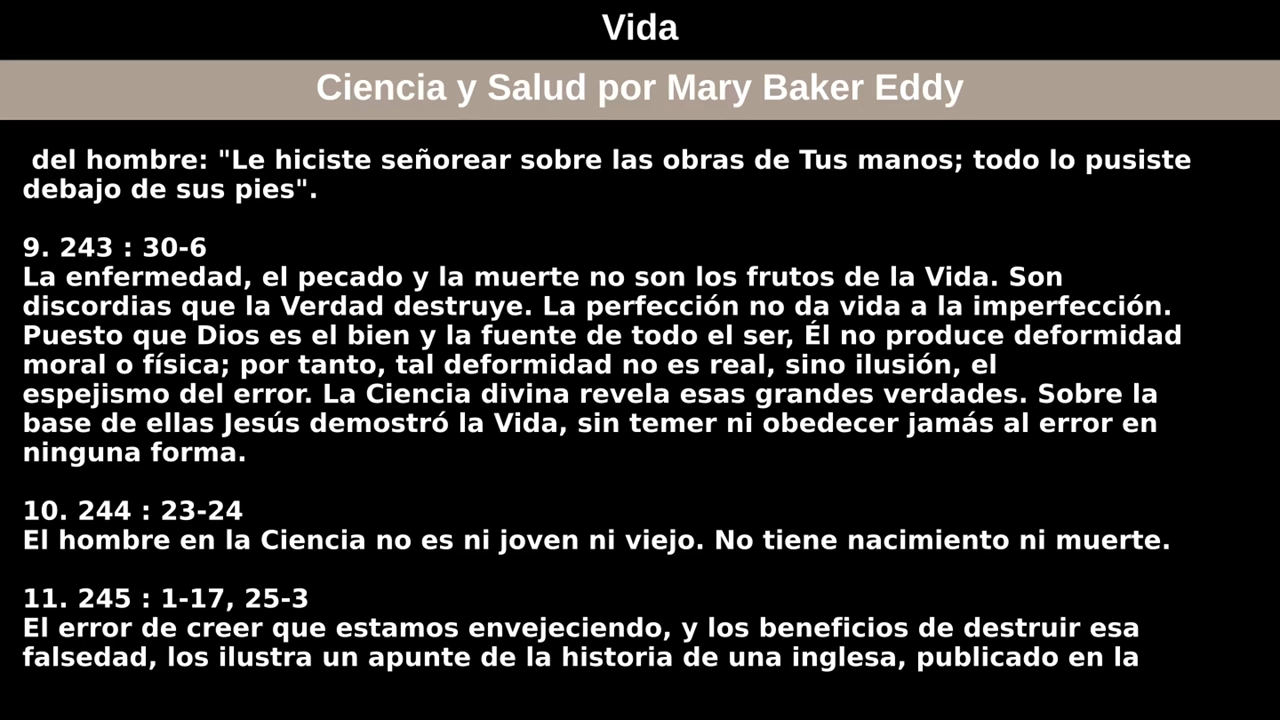 Vida
Ciencia y Salud por Mary Baker Eddy
del hombre: "Le hiciste señorear sobre las obras de Tus manos; todo lo pusiste
debajo de sus pies".
9. 243 : 30-6
La enfermedad, el pecado y la muerte no son los frutos de la Vida. Son
discordias que la Verdad destruye. La perfección no da vida a la imperfección.
Puesto que Dios es el bien y la fuente de todo el ser, Él no produce deformidad
moral o física; por tanto, tal deformidad no es real, sino ilusión, el
espejismo del error. La Ciencia divina revela esas grandes verdades. Sobre la
base de ellas Jesús demostró la Vida, sin temer ni obedecer jamás al error en
ninguna forma.
10. 244 : 23-24
El hombre en la Ciencia no es ni joven ni viejo. No tiene nacimiento ni muerte.
11. 245 : 1-17, 25-3
El error de creer que estamos envejeciendo, y los beneficios de destruir esa
falsedad, los ilustra un apunte de la historia de una inglesa, publicado en la